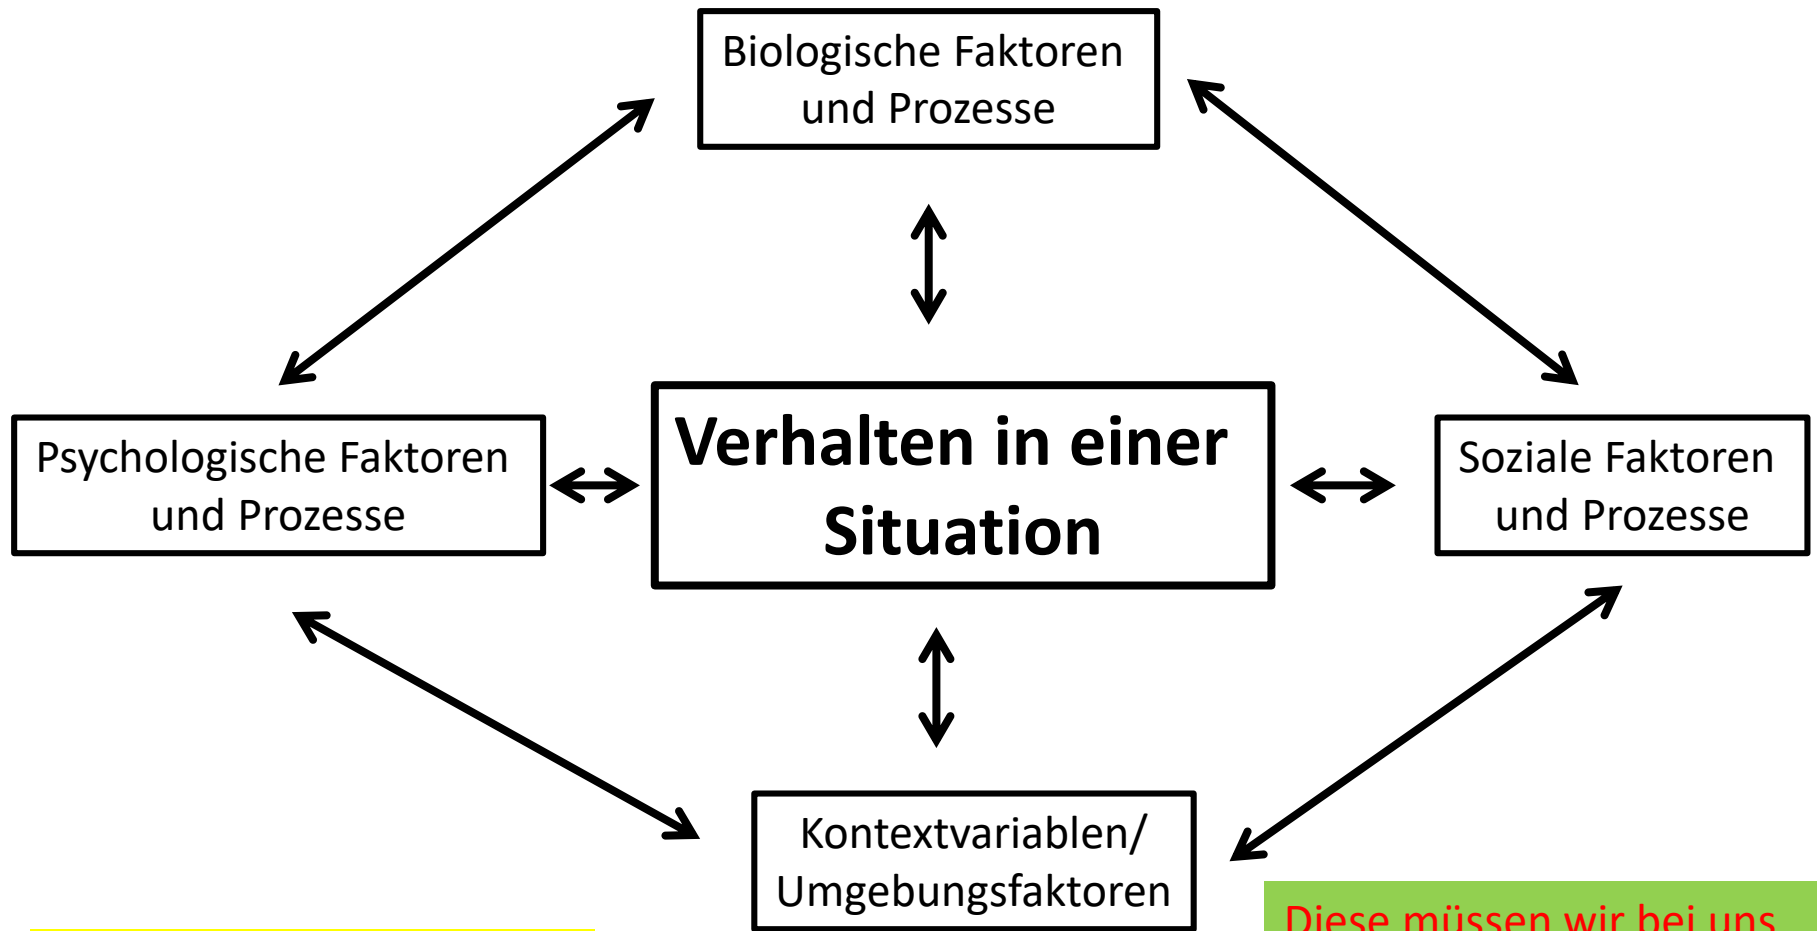 Biologische Faktoren
und Prozesse
Psychologische Faktoren
und Prozesse
Verhalten in einer
Situation
Soziale Faktoren
und Prozesse
Kontextvariablen/
Umgebungsfaktoren
Diese müssen wir bei uns